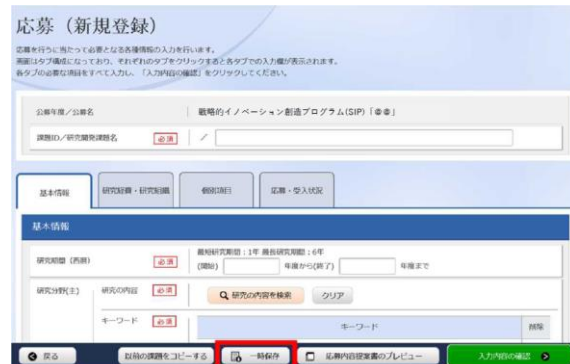 応募（新規登録）
応募を行うに当たって必要となる各種情報の入力を行います。
画面はタブ構成になっており、それぞれのタブをクリックすると各タブでの入力欄が表示されます。
各タブの必要な項目をすべて入力し、「入力内容の確認」をクリックしてください。
公募年度／公募名 戦略的イノベーション創造プログラム(SIP)「※※」
課題ID／研究開発課題名 必須 ／
基本情報 研究経費・研究組織 個別項目 応募・受入状況
基本情報
研究期間（西暦） 必須 最短研究期間：1年 最長研究期間：6年
(開始) 年度から(終了) 年度まで
研究分野(主) 研究の内容 必須 研究の内容を検索 クリア
キーワード 必須 キーワード 削除
戻る 以前の課題をコピーする 一時保存 応募内容提案書のプレビュー 入力内容の確認